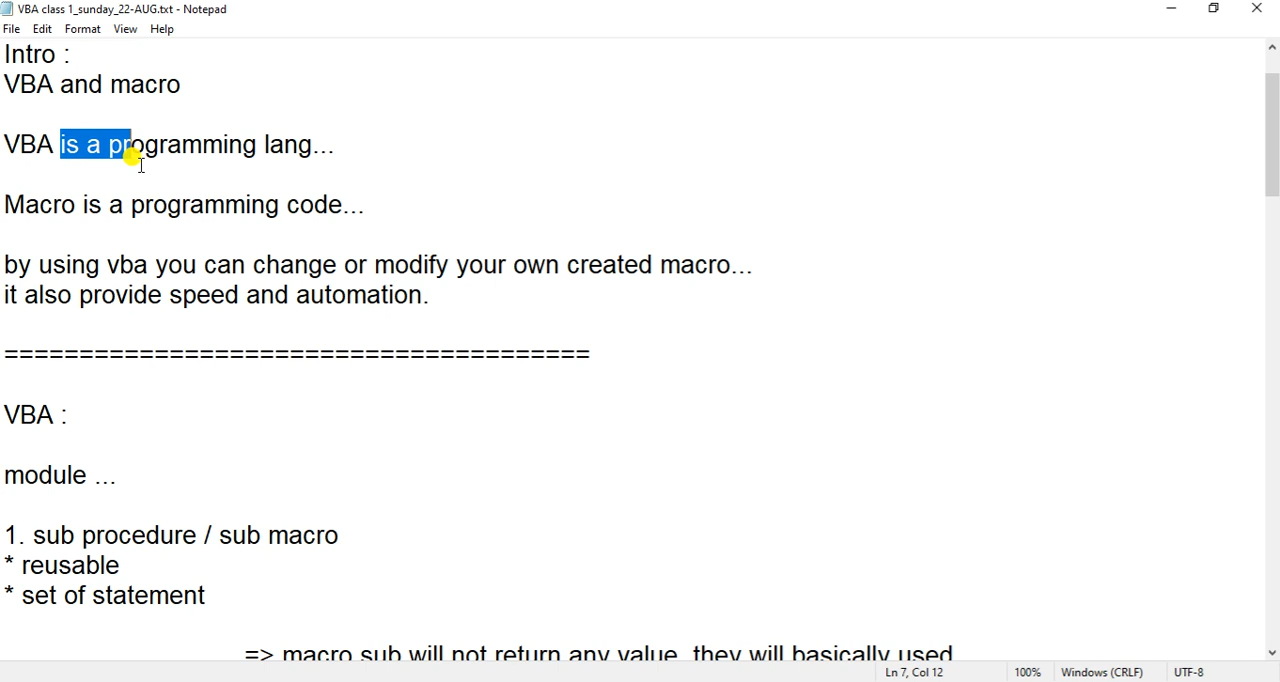 VBA class 1_sunday_22-AUG.txt - Notepad
File Edit Format View Help
Intro :
VBA and macro
VBA is a programming lang...
Macro is a programming code...
by using vba you can change or modify your own created macro...
it also provide speed and automation.
=======================================
VBA :
module ...
1. sub procedure / sub macro
* reusable
* set of statement
=> macro sub will not return any value, they will basically used
Ln 7, Col 12 100% Windows (CRLF) UTF-8